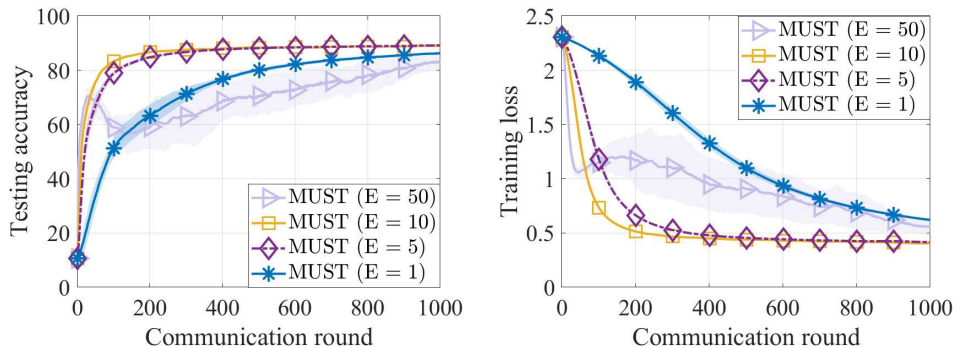 100
80
60
40
20
0
Testing accuracy
MUST (E = 50)
MUST (E = 10)
MUST (E = 5)
MUST (E = 1)
0 200 400 600 800 1000
Communication round
2.5
2
1.5
1
0.5
0
Training loss
MUST (E = 50)
MUST (E = 10)
MUST (E = 5)
MUST (E = 1)
0 200 400 600 800 1000
Communication round